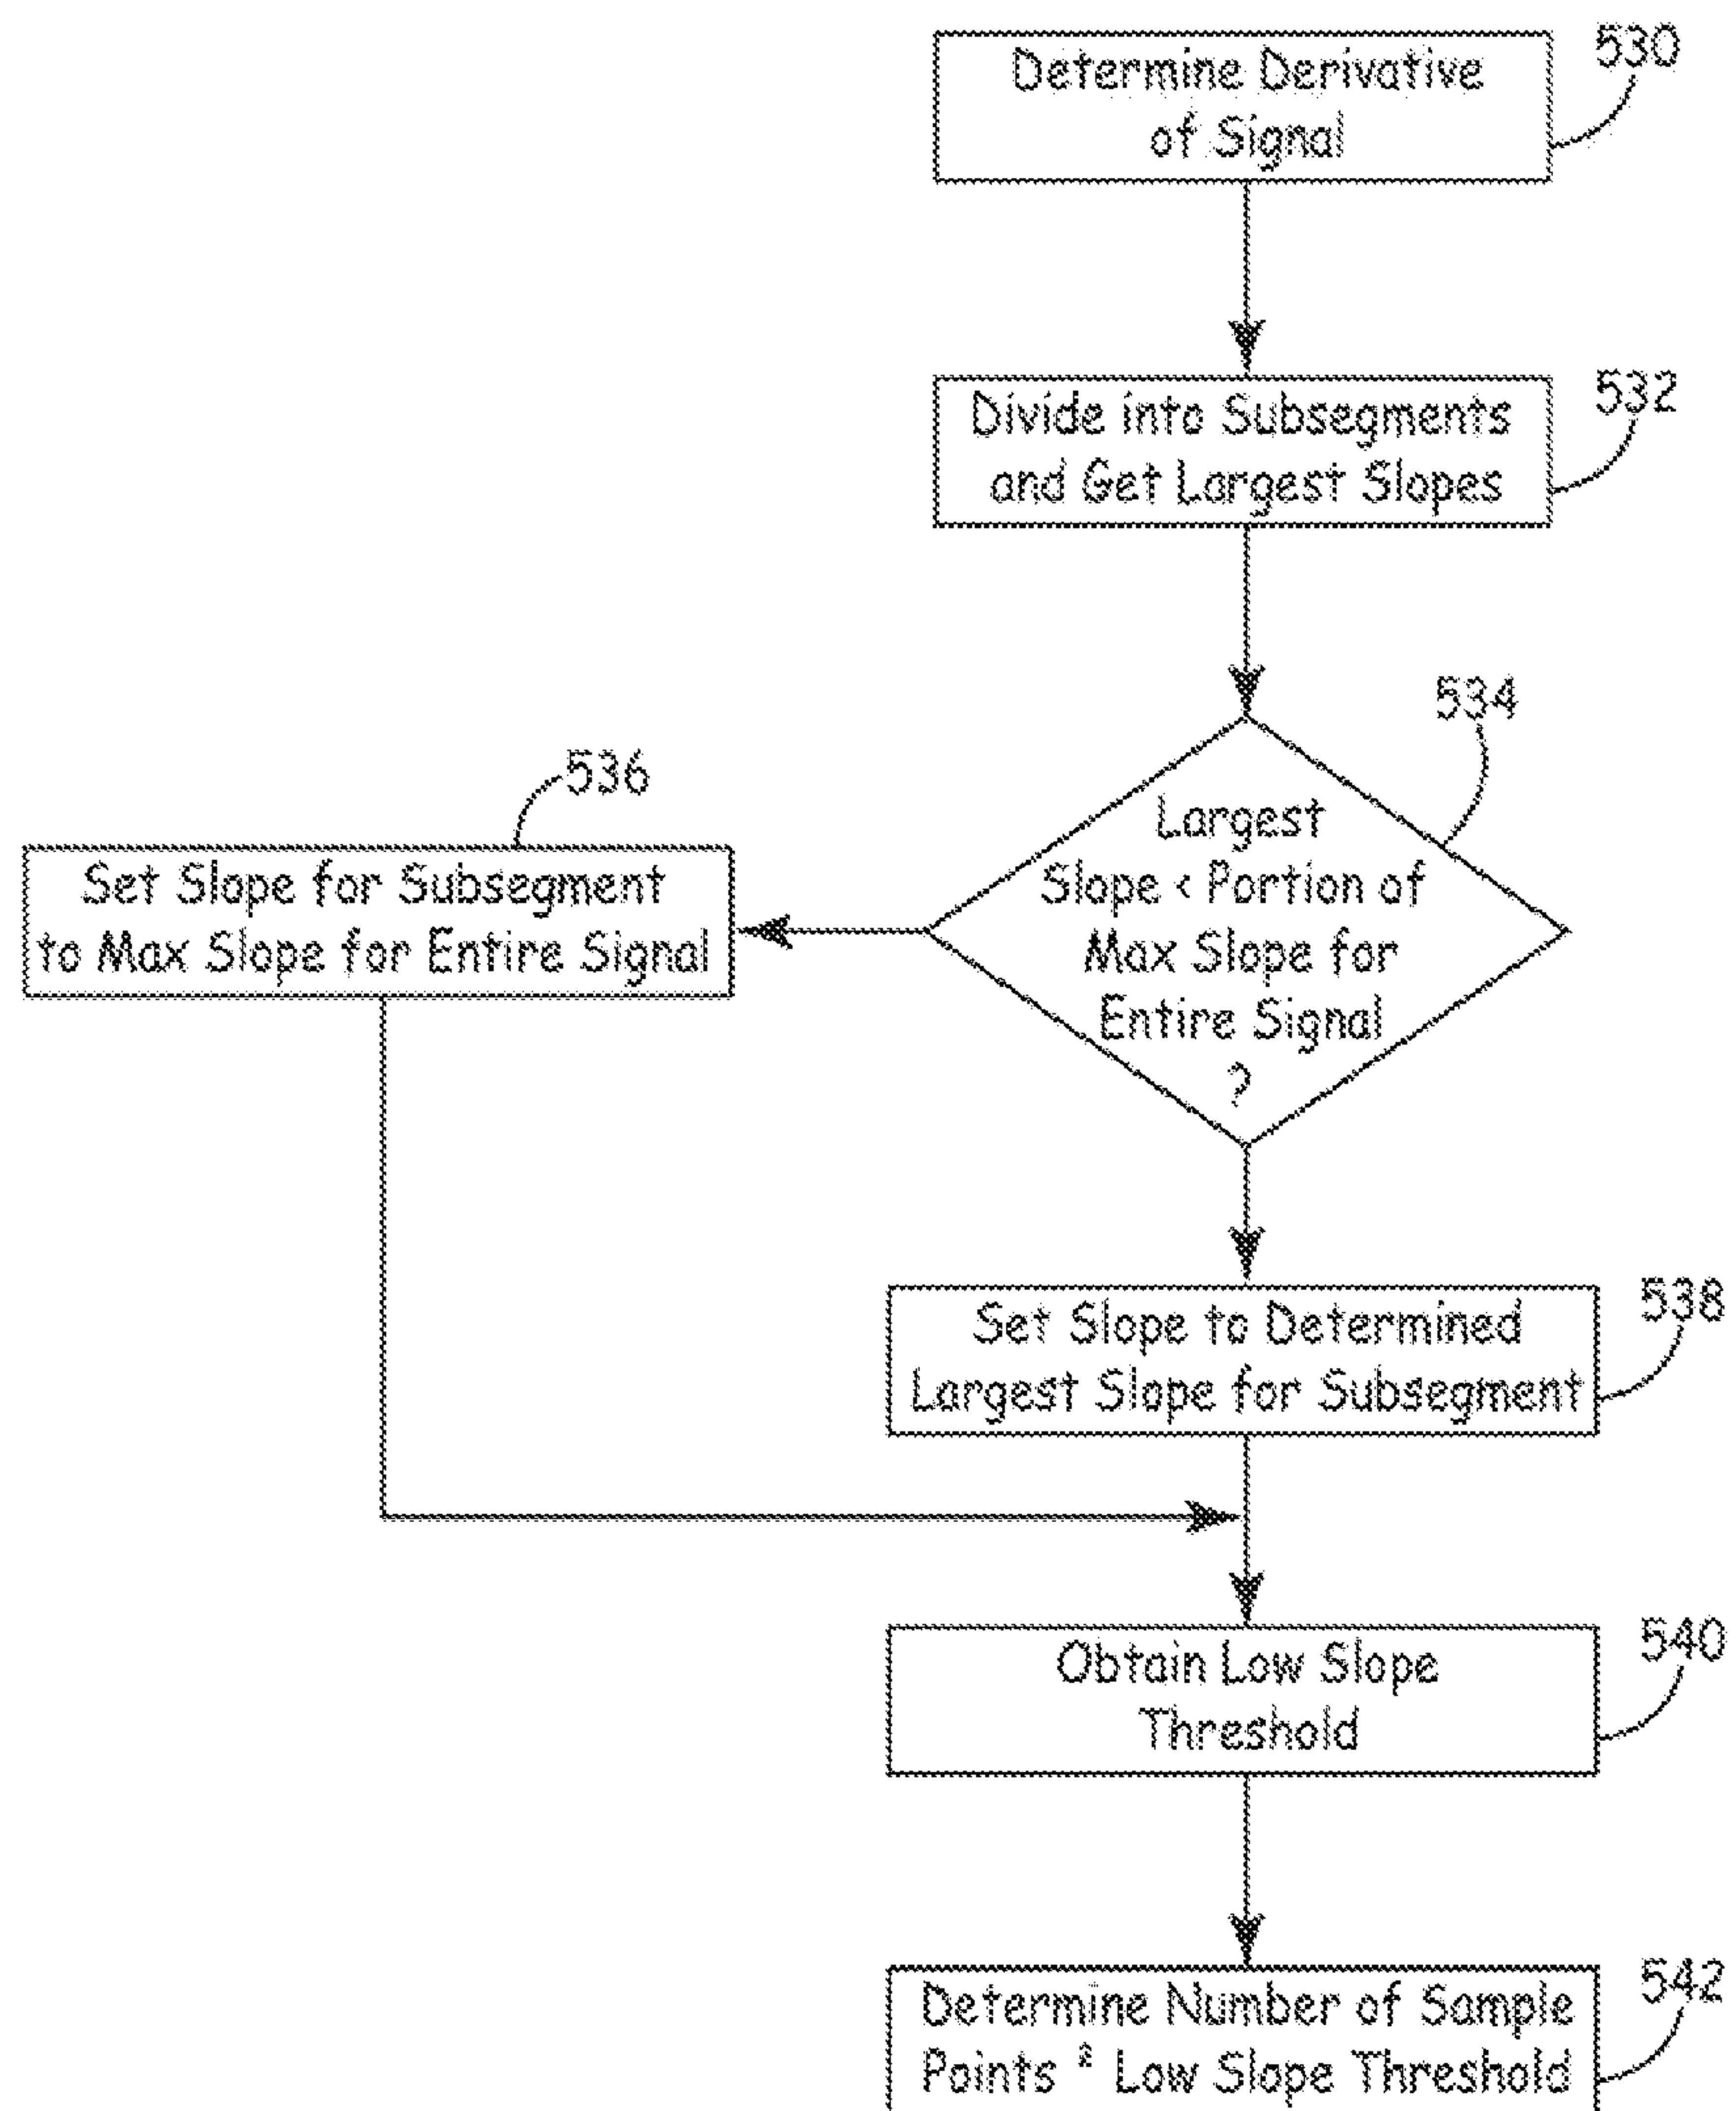 Determine Derivative
of Signal
530
Divide into Subsegments
and Get Largest Slopes
532
Largest
Slope < Portion of
Max Slope for
Entire Signal
?
534
Set Slope for Subsegment
to Max Slope for Entire Signal
536
Set Slope to Determined
Largest Slope for Subsegment
538
Obtain Low Slope
Threshold
540
Determine Number of Sample
Points Low Slope Threshold
542